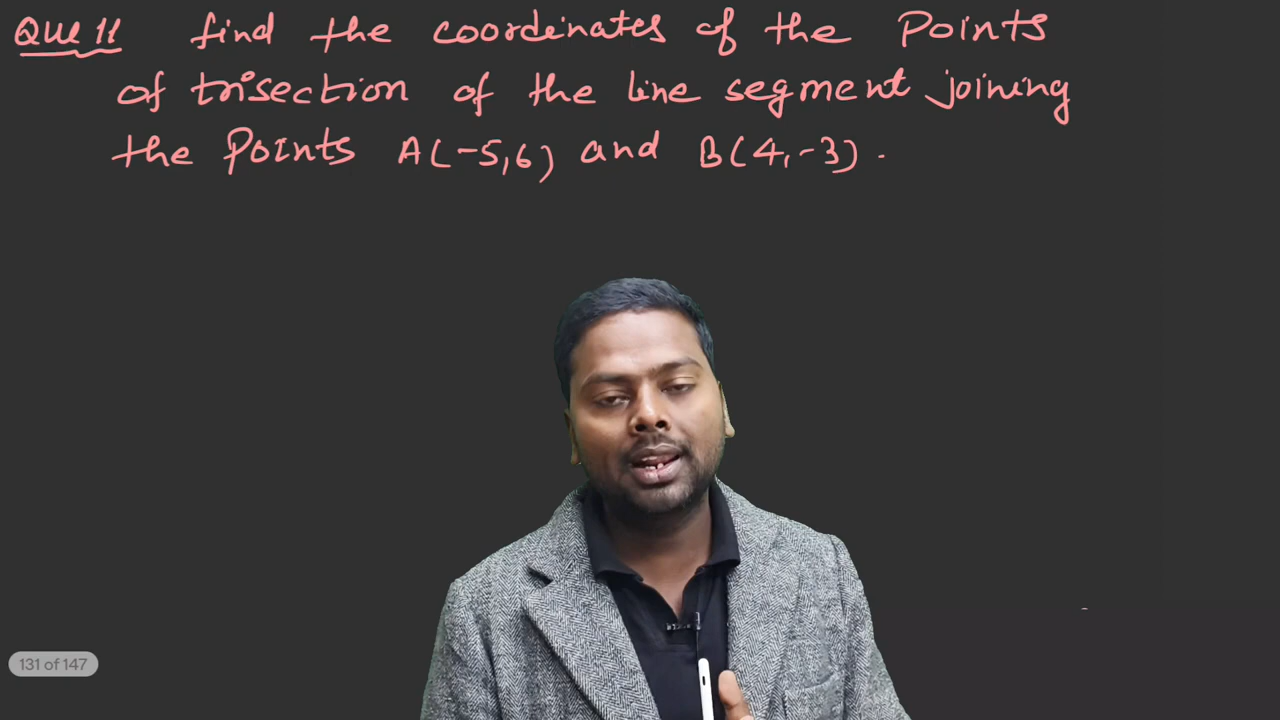 Que 11 find the coordinates of the Points
of trisection of the line segment joining
the Points A(-5,6) and B(4,-3).
131 of 147